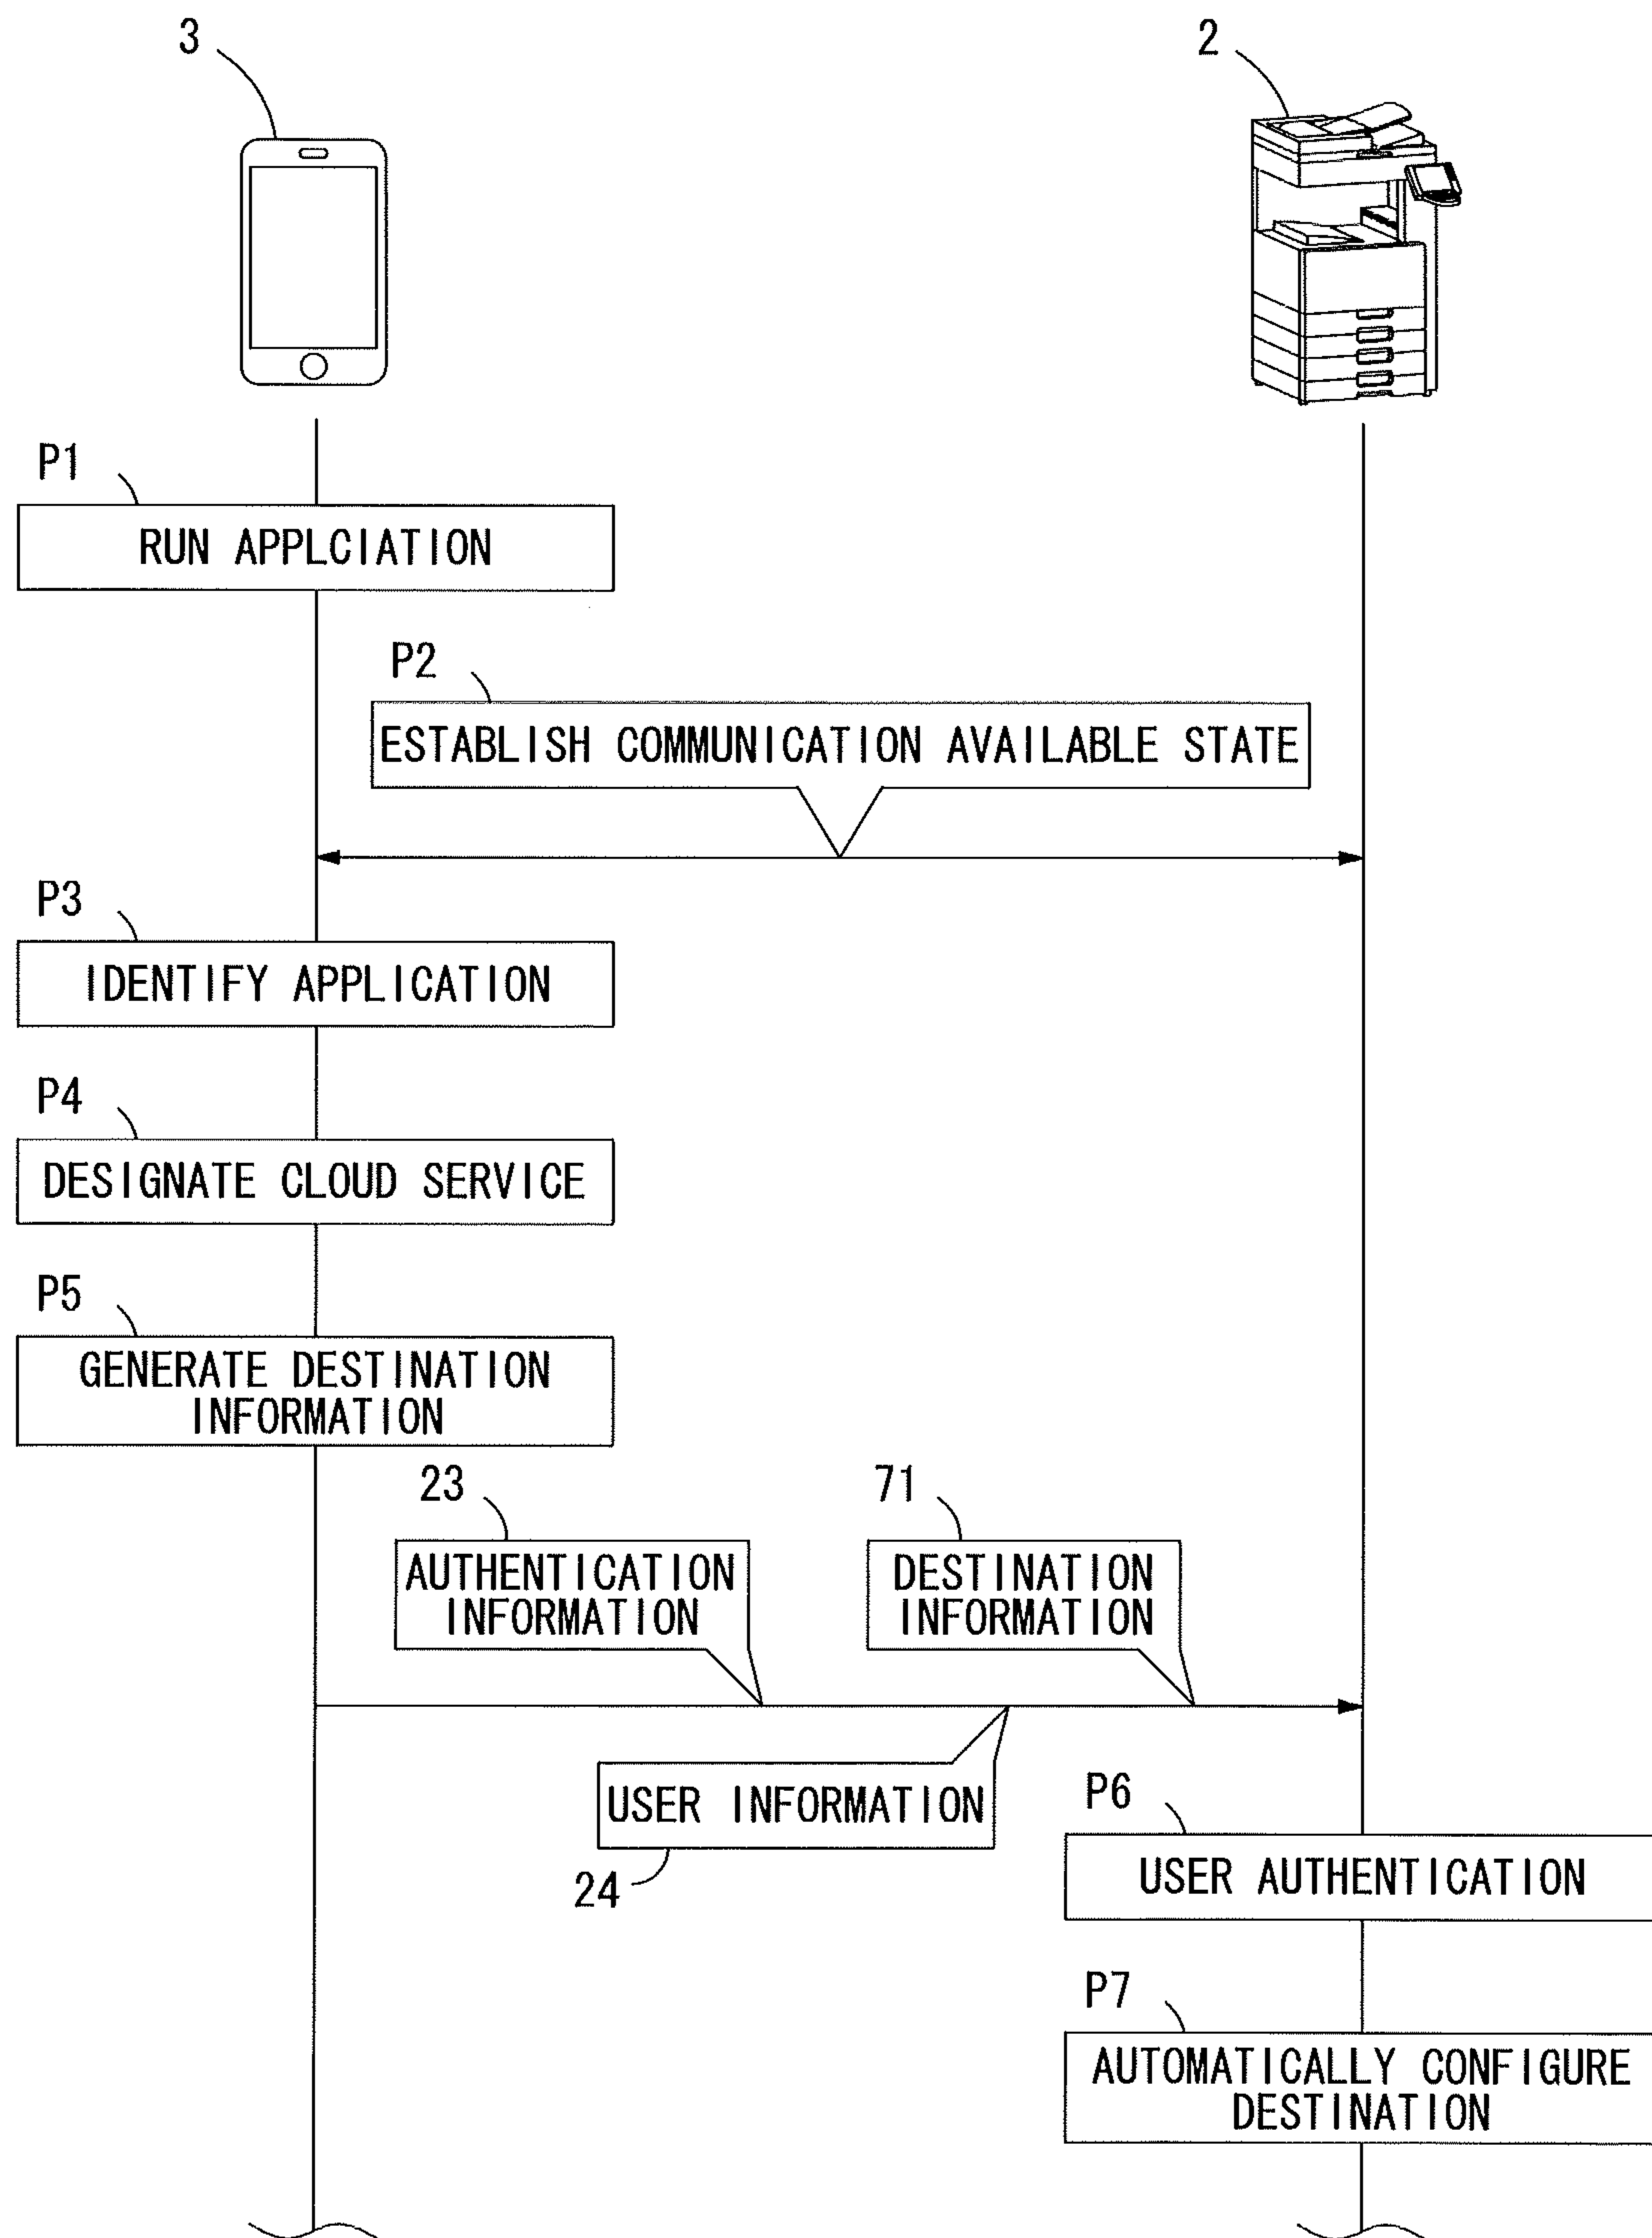 3
2
P1
RUN APPLCIATION
P2
ESTABLISH COMMUNICATION AVAILABLE STATE
P3
IDENTIFY APPLICATION
P4
DESIGNATE CLOUD SERVICE
P5
GENERATE DESTINATION
INFORMATION
23
AUTHENTICATION
INFORMATION
71
DESTINATION
INFORMATION
USER INFORMATION
24
P6
USER AUTHENTICATION
P7
AUTOMATICALLY CONFIGURE
DESTINATION